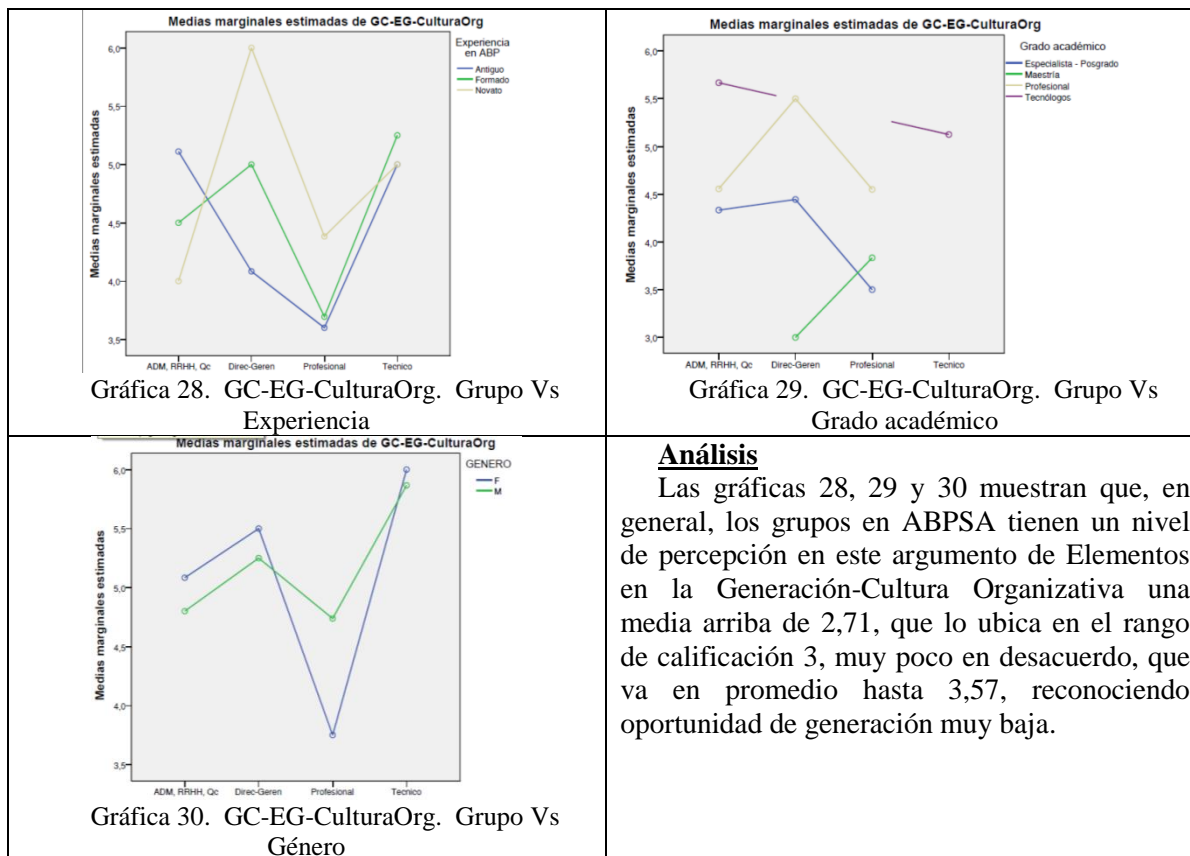 Medias marginales estimadas de GC-EG-CulturaOrg
Experiencia
en ABP
Antiguo
Formado
Novato
Medias marginales estimadas
6,0
5,5
5,0
4,5
4,0
3,5
ADM, RRHH, Qc Direc-Geren Profesional Tecnico
Gráfica 28. GC-EG-CulturaOrg. Grupo Vs
Experiencia
Medias marginales estimadas de GC-EG-CulturaOrg
Grado académico
Especialista - Posgrado
Maestría
Profesional
Tecnólogos
Medias marginales estimadas
6,0
5,5
5,0
4,5
4,0
3,5
3,0
ADM, RRHH, Qc Direc-Geren Profesional Tecnico
Gráfica 29. GC-EG-CulturaOrg. Grupo Vs
Grado académico
Medias marginales estimadas de GC-EG-CulturaOrg
GENERO
F
M
Medias marginales estimadas
6,0
5,5
5,0
4,5
4,0
3,5
ADM, RRHH, Qc Direc-Geren Profesional Tecnico
Gráfica 30. GC-EG-CulturaOrg. Grupo Vs
Género
Análisis
Las gráficas 28, 29 y 30 muestran que, en
general, los grupos en ABPSA tienen un nivel
de percepción en este argumento de Elementos
en la Generación-Cultura Organizativa una
media arriba de 2,71, que lo ubica en el rango
de calificación 3, muy poco en desacuerdo, que
va en promedio hasta 3,57, reconociendo
oportunidad de generación muy baja.